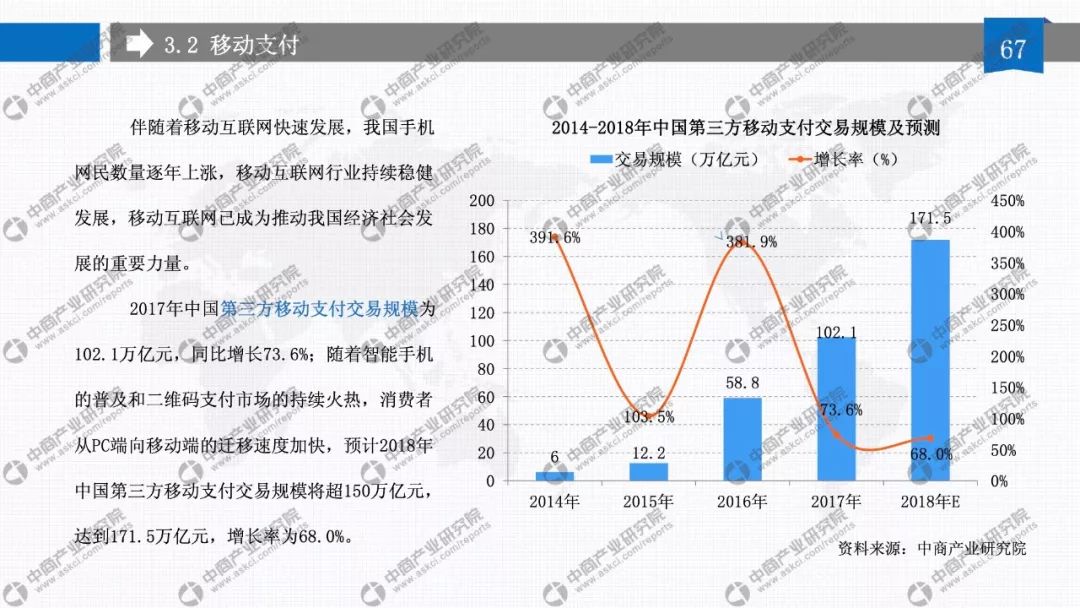 3.2 移动支付
67
伴随着移动互联网快速发展，我国手机
网民数量逐年上涨，移动互联网行业持续稳健
发展，移动互联网已成为推动我国经济社会发
展的重要力量。
2017年中国第三方移动支付交易规模为
102.1万亿元，同比增长73.6%；随着智能手机
的普及和二维码支付市场的持续火热，消费者
从PC端向移动端的迁移速度加快，预计2018年
中国第三方移动支付交易规模将超150万亿元，
达到171.5万亿元，增长率为68.0%。
2014-2018年中国第三方移动支付交易规模及预测
交易规模（万亿元） 增长率（%）
200 450%
180 400%
160 350%
140 300%
120 250%
100 200%
80 150%
60 100%
40 50%
20 0%
0
391.6%
103.5%
381.9%
73.6%
68.0%
6
12.2
58.8
102.1
171.5
2014年 2015年 2016年 2017年 2018年E
资料来源：中商产业研究院
中商产业研究院
www.askci.com/reports